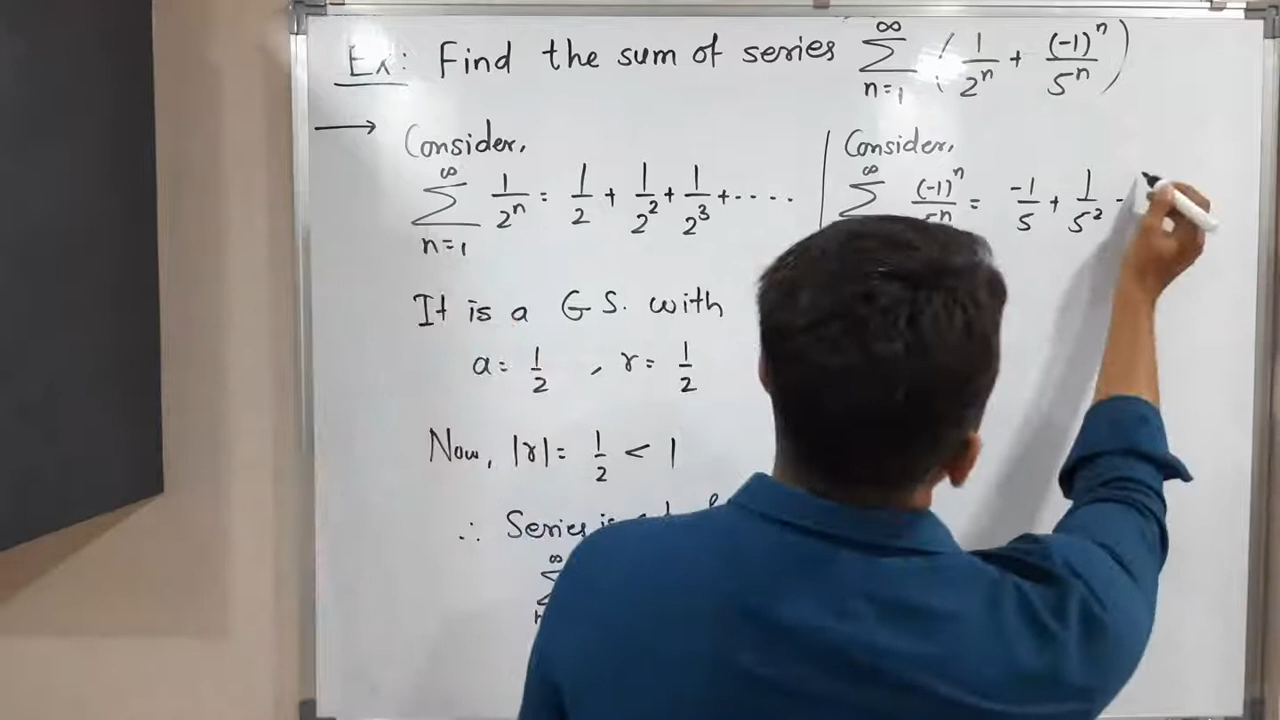 Ex: Find the sum of series ∑_{n=1}^{∞} (1/2^n + (-1)^n/5^n)
→ Consider,
∑_{n=1}^{∞} 1/2^n = 1/2 + 1/2^2 + 1/2^3 + ....
It is a G S. with
a = 1/2 , r = 1/2
Now, |r| = 1/2 < 1
∴ Series is
∞
Consider,
∑^{∞} (-1)^n/5^n = -1/5 + 1/5^2 -